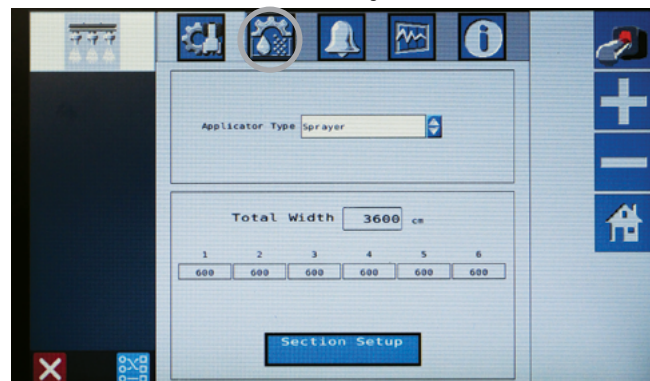 Applicator Type Sprayer
Total Width 3600 cm
1 2 3 4 5 6
600 600 600 600 600 600
Section Setup